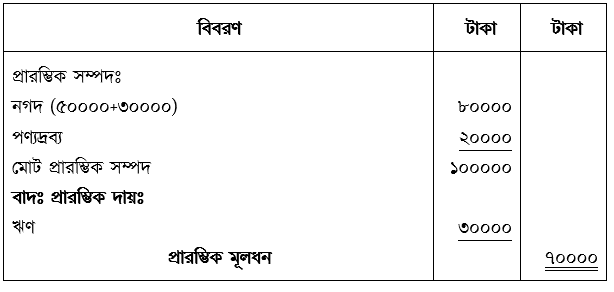 বিবরণ টাকা টাকা
প্রারম্ভিক সম্পদঃ
নগদ (৫০০০০+৩০০০০) ৮০০০০
পণ্যদ্রব্য ২০০০০
মোট প্রারম্ভিক সম্পদ ১০০০০০
বাদঃ প্রারম্ভিক দায়ঃ
ঋণ ৩০০০০
প্রারম্ভিক মূলধন ৭০০০০